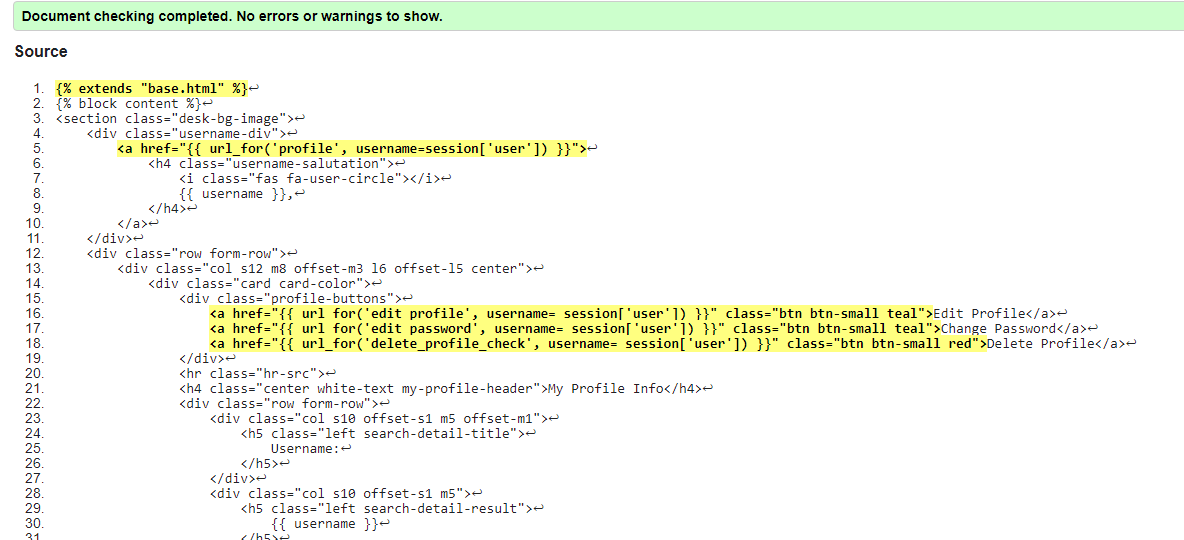 Document checking completed. No errors or warnings to show.
Source
1. {% extends "base.html" %}↩
2. {% block content %}↩
3. <section class="desk-bg-image">↩
4. <div class="username-div">↩
5. <a href="{{ url_for('profile', username=session['user']) }}">↩
6. <h4 class="username-salutation">↩
7. <i class="fas fa-user-circle"></i>↩
8. {{ username }},↩
9. </h4>↩
10. </a>↩
11. </div>↩
12. <div class="row form-row">↩
13. <div class="col s12 m8 offset-m3 l6 offset-l5 center">↩
14. <div class="card card-color">↩
15. <div class="profile-buttons">↩
16. <a href="{{ url_for('edit_profile', username= session['user']) }}" class="btn btn-small teal">Edit Profile</a>↩
17. <a href="{{ url_for('edit_password', username= session['user']) }}" class="btn btn-small teal">Change Password</a>↩
18. <a href="{{ url_for('delete_profile_check', username= session['user']) }}" class="btn btn-small red">Delete Profile</a>↩
19. </div>↩
20. <hr class="hr-src">↩
21. <h4 class="center white-text my-profile-header">My Profile Info</h4>↩
22. <div class="row form-row">↩
23. <div class="col s10 offset-s1 m5 offset-m1">↩
24. <h5 class="left search-detail-title">↩
25. Username:↩
26. </h5>↩
27. </div>↩
28. <div class="col s10 offset-s1 m5">↩
29. <h5 class="left search-detail-result">↩
30. {{ username }}↩
31. </h5>↩